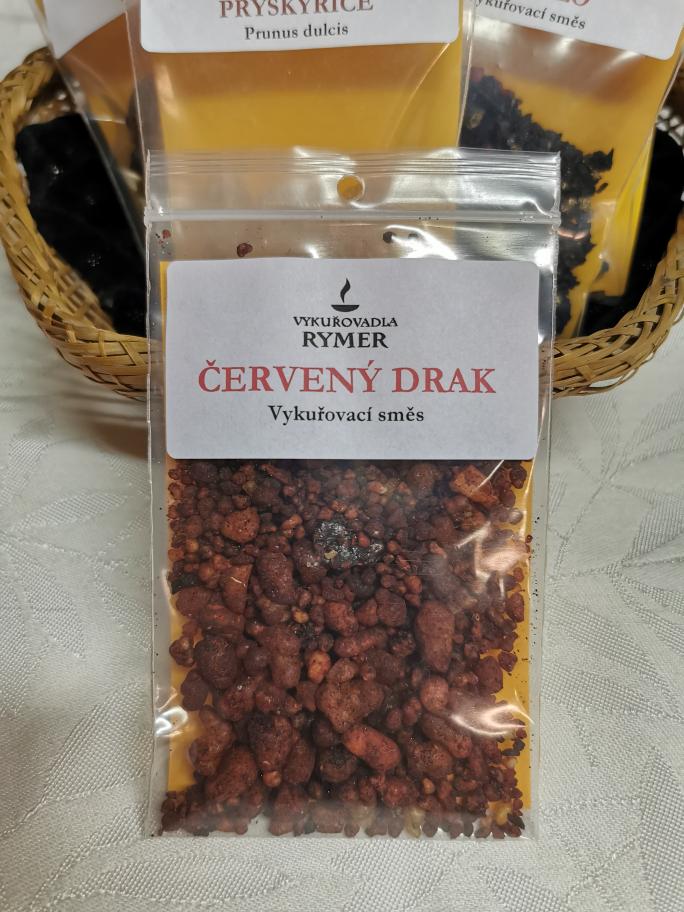 PRYSKYŘICE
Prunus dulcis
vykuřovací směs
VYKUŘOVADLA
RYMER
ČERVENÝ DRAK
Vykuřovací směs